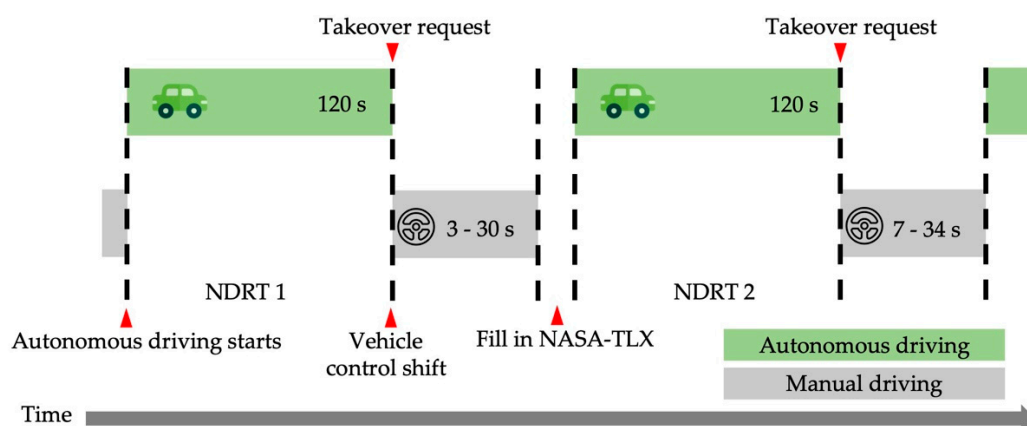 Takeover request
Takeover request
120 s
120 s
3 - 30 s
7 - 34 s
NDRT 1
NDRT 2
Autonomous driving starts
Vehicle
control shift
Fill in NASA-TLX
Autonomous driving
Manual driving
Time